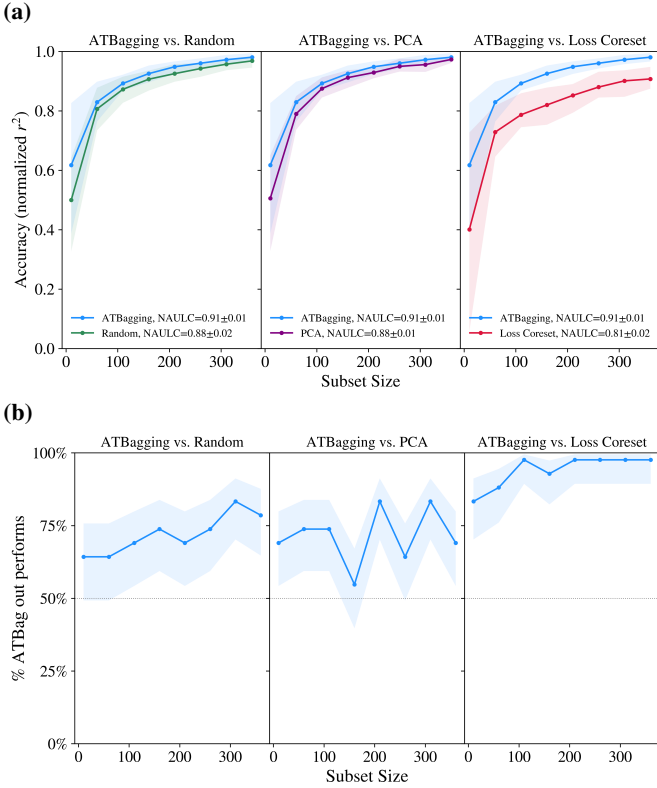 (a)
ATBagging vs. Random
ATBagging vs. PCA
ATBagging vs. Loss Coreset
1.0
0.8
0.6
0.4
0.2
0.0
Accuracy (normalized r²)
ATBagging, NAULC=0.91±0.01
Random, NAULC=0.88±0.02
ATBagging, NAULC=0.91±0.01
PCA, NAULC=0.88±0.01
ATBagging, NAULC=0.91±0.01
Loss Coreset, NAULC=0.81±0.02
0 100 200 300
0 100 200 300
0 100 200 300
Subset Size
(b)
ATBagging vs. Random
ATBagging vs. PCA
ATBagging vs. Loss Coreset
100%
75%
50%
25%
0%
% ATBag out performs
0 100 200 300
0 100 200 300
0 100 200 300
Subset Size